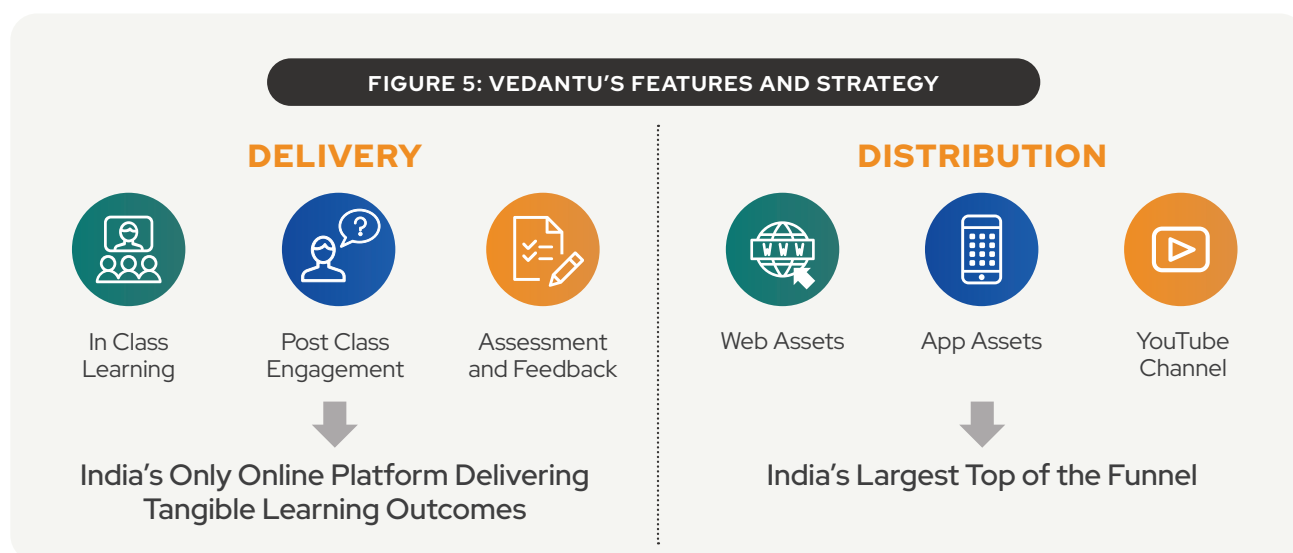 FIGURE 5: VEDANTU’S FEATURES AND STRATEGY
DELIVERY
In Class
Learning
?
Post Class
Engagement
Assessment
and Feedback
India’s Only Online Platform Delivering
Tangible Learning Outcomes
DISTRIBUTION
WWW
Web Assets
App Assets
YouTube
Channel
India’s Largest Top of the Funnel